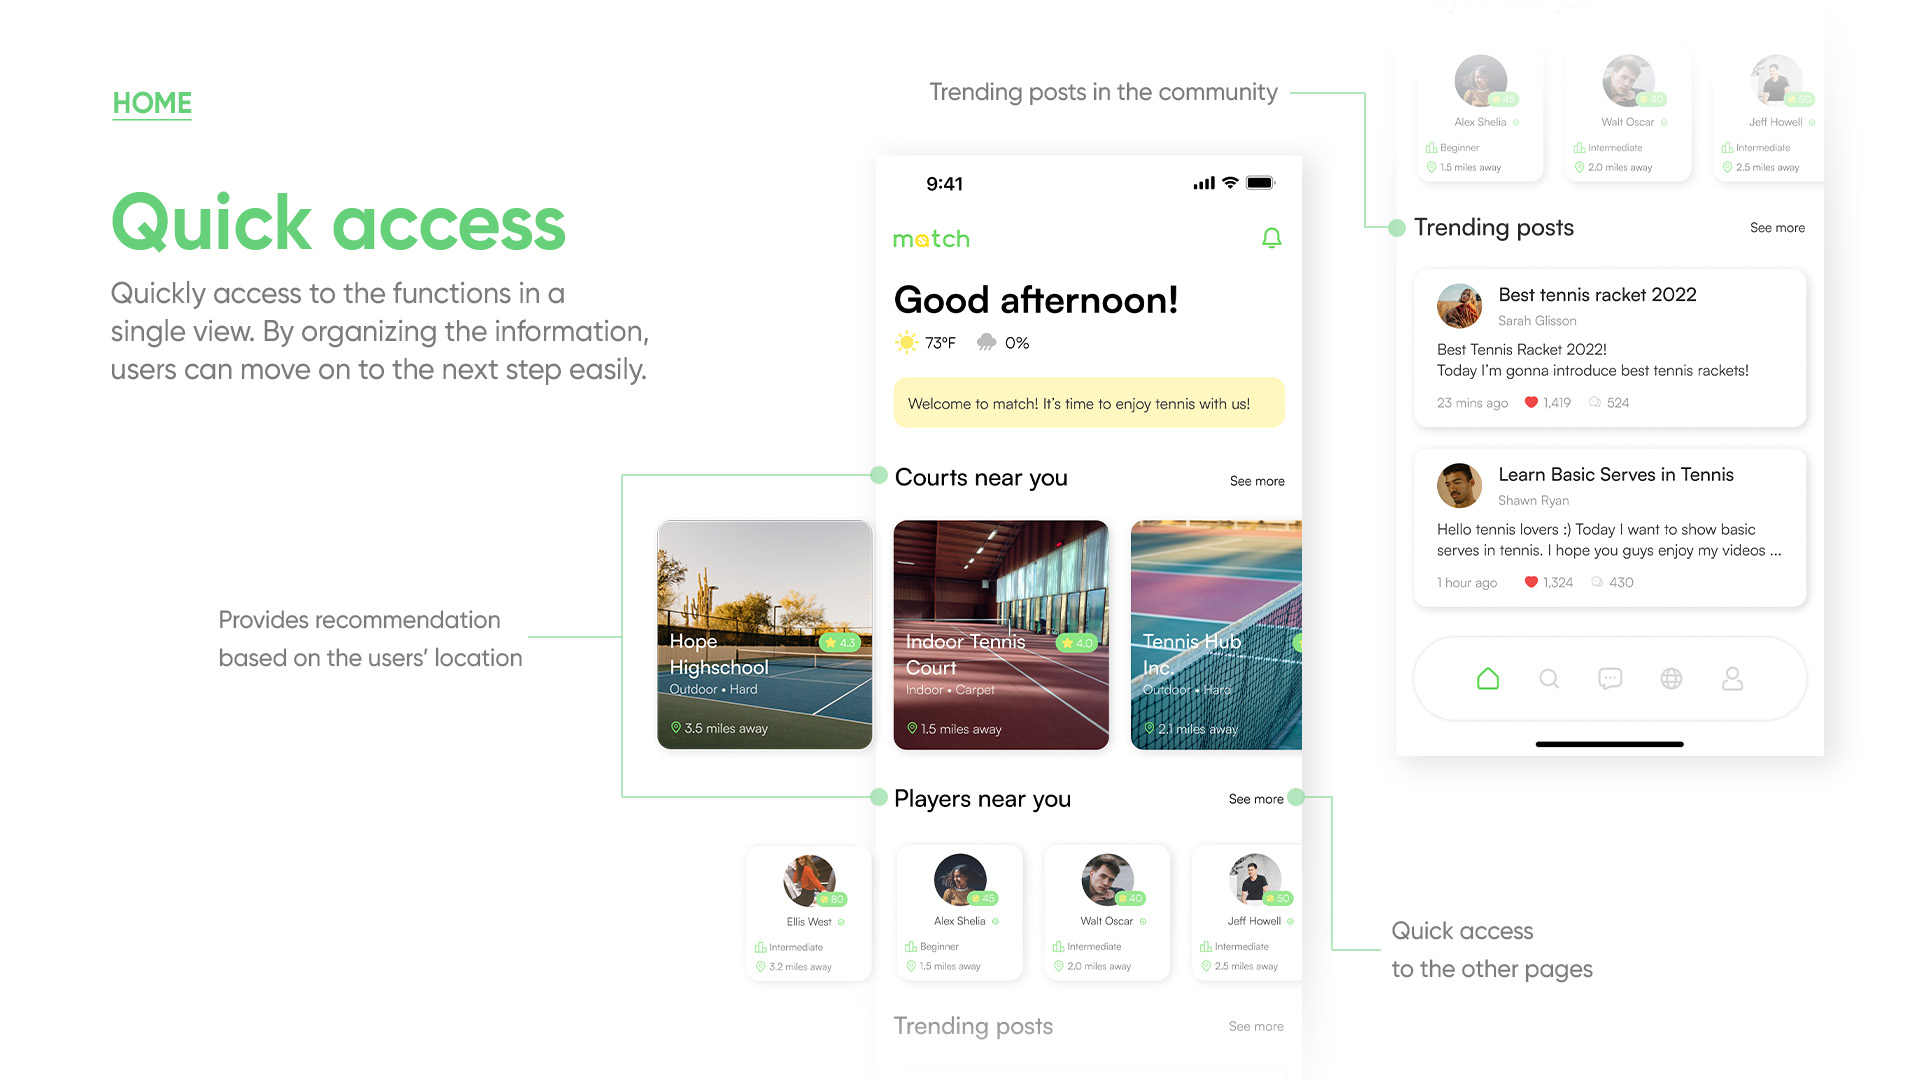 HOME
Quick access
Quickly access to the functions in a
single view. By organizing the information,
users can move on to the next step easily.
Provides recommendation
based on the users’ location
Trending posts in the community
9:41
match
Good afternoon!
73°F
0%
Welcome to match! It’s time to enjoy tennis with us!
Courts near you
See more
Hope
Highschool
4.3
Outdoor • Hard
3.5 miles away
Indoor Tennis
Court
4.0
Indoor • Carpet
1.5 miles away
Tennis Hub
Inc.
Outdoor • Hard
2.1 miles away
Players near you
See more
80
Ellis West
Intermediate
3.2 miles away
45
Alex Shelia
Beginner
1.5 miles away
40
Walt Oscar
Intermediate
2.0 miles away
50
Jeff Howell
Intermediate
2.5 miles away
Trending posts
See more
Quick access
to the other pages
45
Alex Shelia
Beginner
1.5 miles away
40
Walt Oscar
Intermediate
2.0 miles away
50
Jeff Howell
Intermediate
2.5 miles away
Trending posts
See more
Best tennis racket 2022
Sarah Glisson
Best Tennis Racket 2022!
Today I’m gonna introduce best tennis rackets!
23 mins ago
1,419
524
Learn Basic Serves in Tennis
Shawn Ryan
Hello tennis lovers :) Today I want to show basic
serves in tennis. I hope you guys enjoy my videos ...
1 hour ago
1,324
430